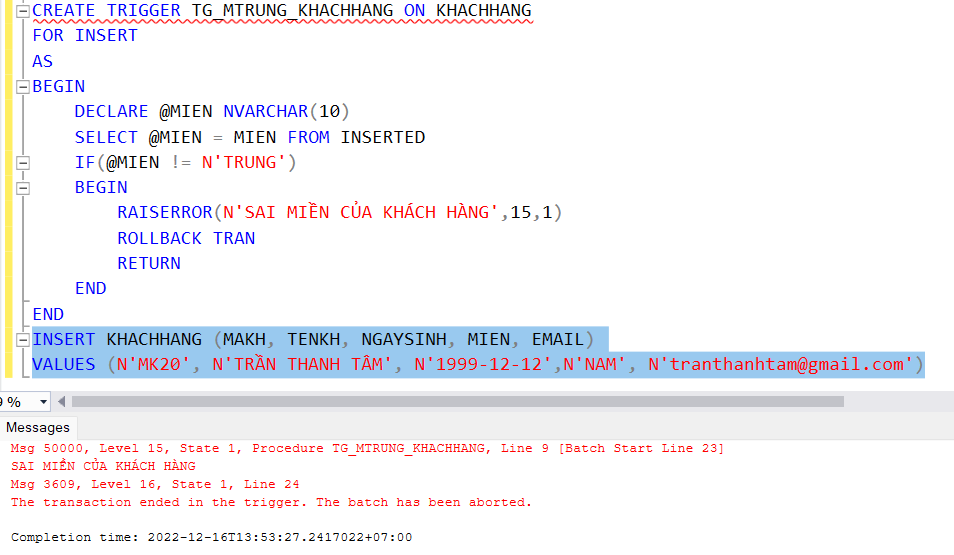 CREATE TRIGGER TG_MTRUNG_KHACHHANG ON KHACHHANG
FOR INSERT
AS
BEGIN
DECLARE @MIEN NVARCHAR(10)
SELECT @MIEN = MIEN FROM INSERTED
IF(@MIEN != N'TRUNG')
BEGIN
RAISERROR(N'SAI MIỀN CỦA KHÁCH HÀNG',15,1)
ROLLBACK TRAN
RETURN
END
END
INSERT KHACHHANG (MAKH, TENKH, NGAYSINH, MIEN, EMAIL)
VALUES (N'MK20', N'TRẦN THANH TÂM', N'1999-12-12',N'NAM', N'tranthanhtam@gmail.com')
9 %
Messages
Msg 50000, Level 15, State 1, Procedure TG_MTRUNG_KHACHHANG, Line 9 [Batch Start Line 23]
SAI MIỀN CỦA KHÁCH HÀNG
Msg 3609, Level 16, State 1, Line 24
The transaction ended in the trigger. The batch has been aborted.
Completion time: 2022-12-16T13:53:27.2417022+07:00